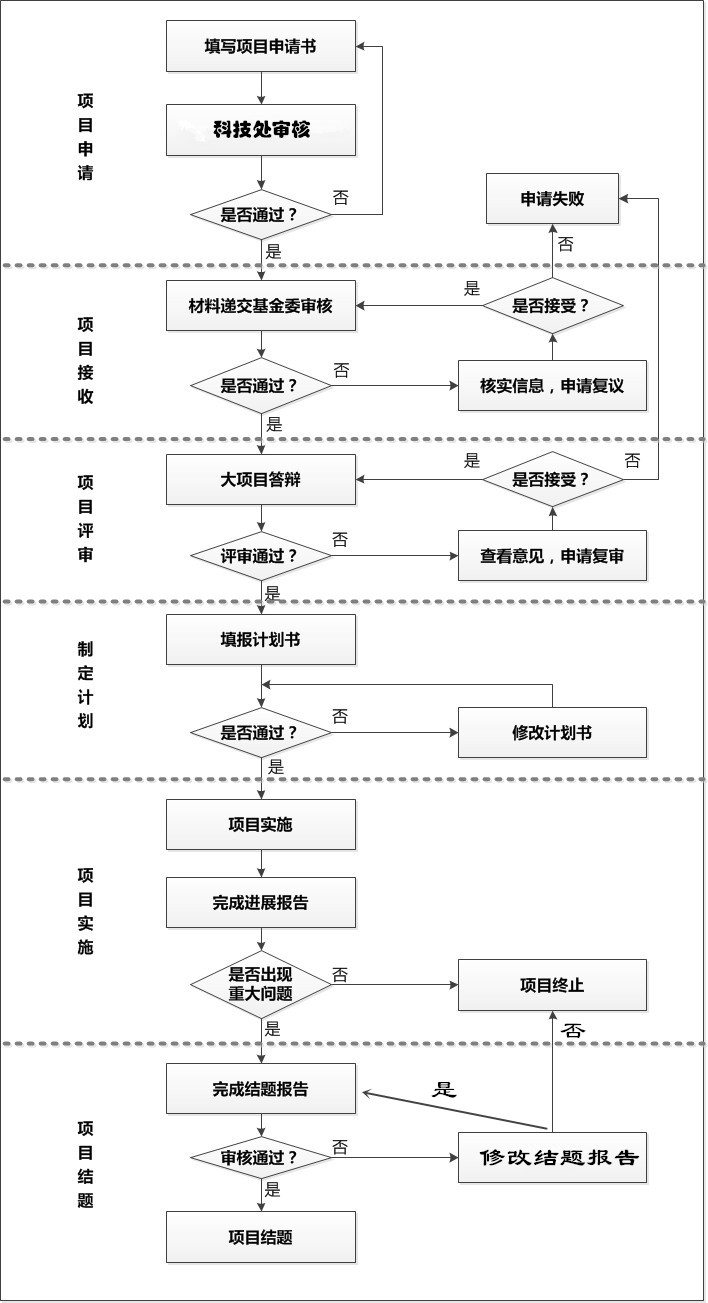 项目申请
填写项目申请书
科技处审核
是否通过？
否
是
申请失败
否
项目接收
材料递交基金委审核
是
是否接受？
是否通过？
否
核实信息，申请复议
是
项目评审
大项目答辩
是
是否接受？
否
评审通过？
否
查看意见，申请复审
是
制定计划
填报计划书
是否通过？
否
修改计划书
是
项目实施
项目实施
完成进展报告
是否出现
重大问题
否
项目终止
是
否
项目结题
完成结题报告
是
审核通过？
否
修改结题报告
是
项目结题